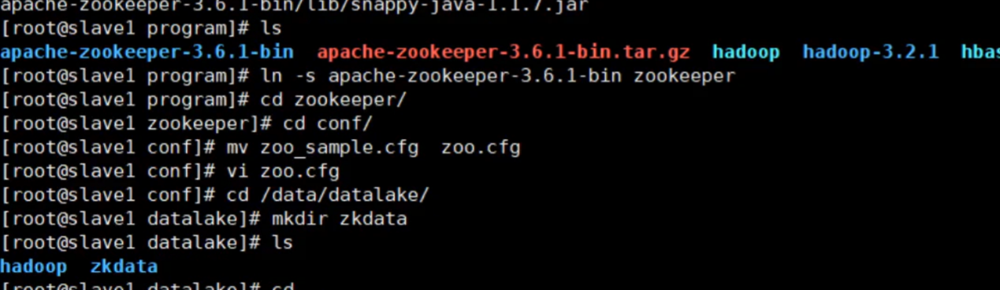 apache-zookeeper-3.6.1-bin/lib/snappy-java-1.1.7.jar
[root@slave1 program]# ls
apache-zookeeper-3.6.1-bin  apache-zookeeper-3.6.1-bin.tar.gz  hadoop  hadoop-3.2.1  hbas
[root@slave1 program]# ln -s apache-zookeeper-3.6.1-bin zookeeper
[root@slave1 program]# cd zookeeper/
[root@slave1 zookeeper]# cd conf/
[root@slave1 conf]# mv zoo_sample.cfg  zoo.cfg
[root@slave1 conf]# vi zoo.cfg
[root@slave1 conf]# cd /data/datalake/
[root@slave1 datalake]# mkdir zkdata
[root@slave1 datalake]# ls
hadoop  zkdata
[root@slave1 datalake]# cd